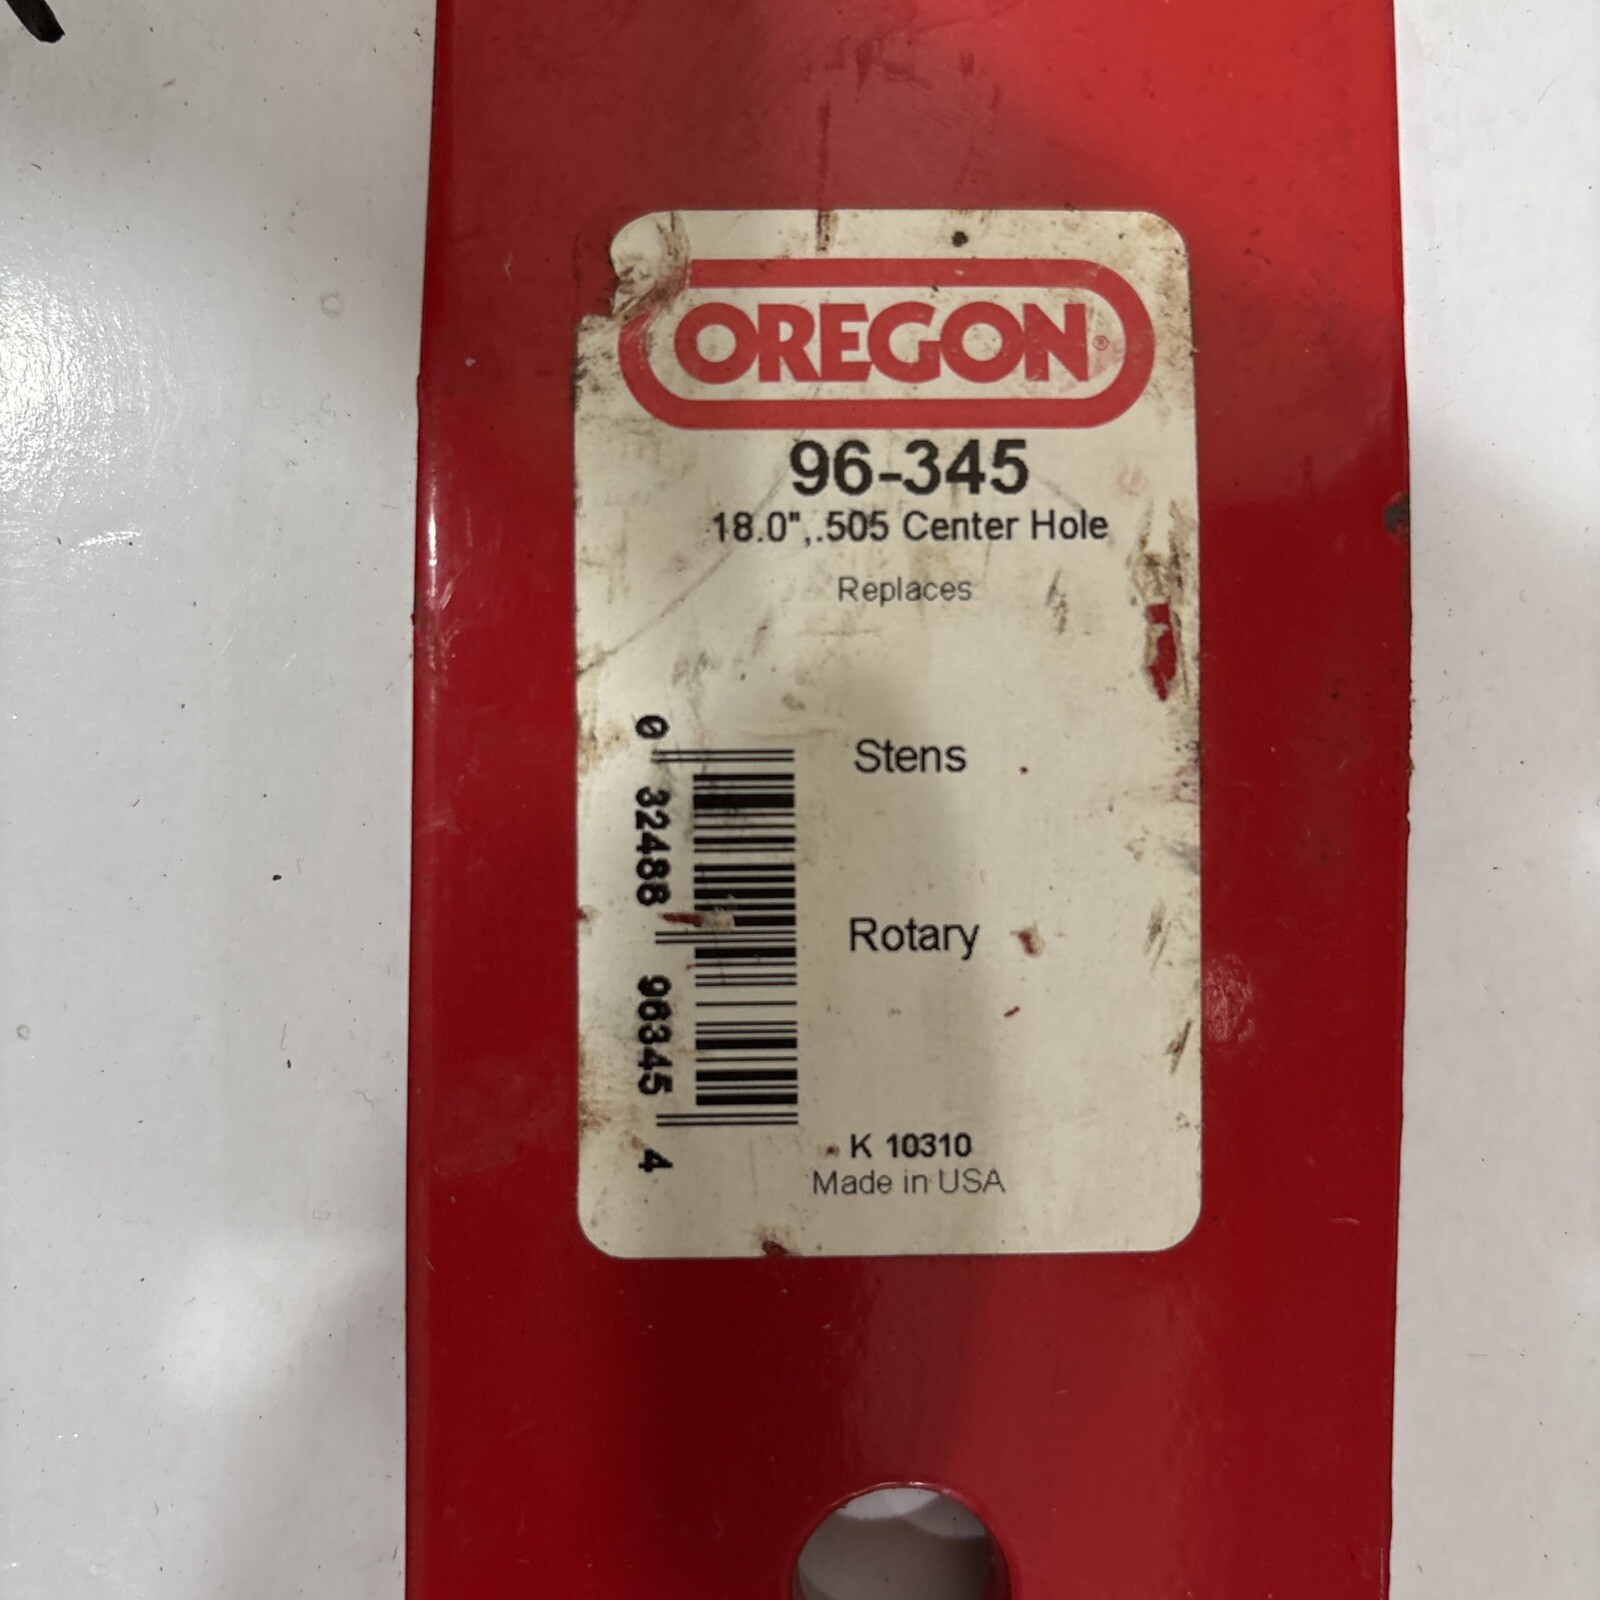 OREGON®
96-345
18.0",.505 Center Hole
Replaces
Stens
Rotary
0 32488 96345 4
K 10310
Made in USA